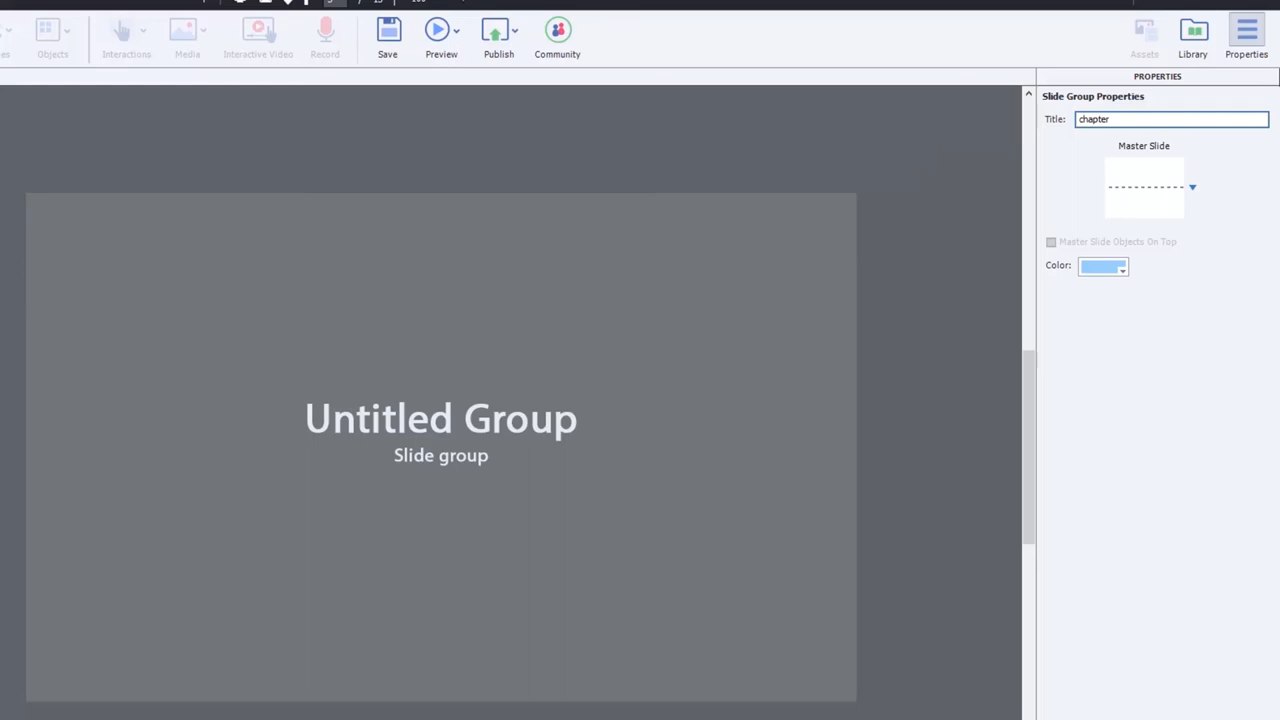 Objects
Interactions
Media
Interactive Video
Record
Save
Preview
Publish
Community
Assets
Library
Properties
PROPERTIES
Slide Group Properties
Title: chapter
Master Slide
Master Slide Objects On Top
Color:
Untitled Group
Slide group